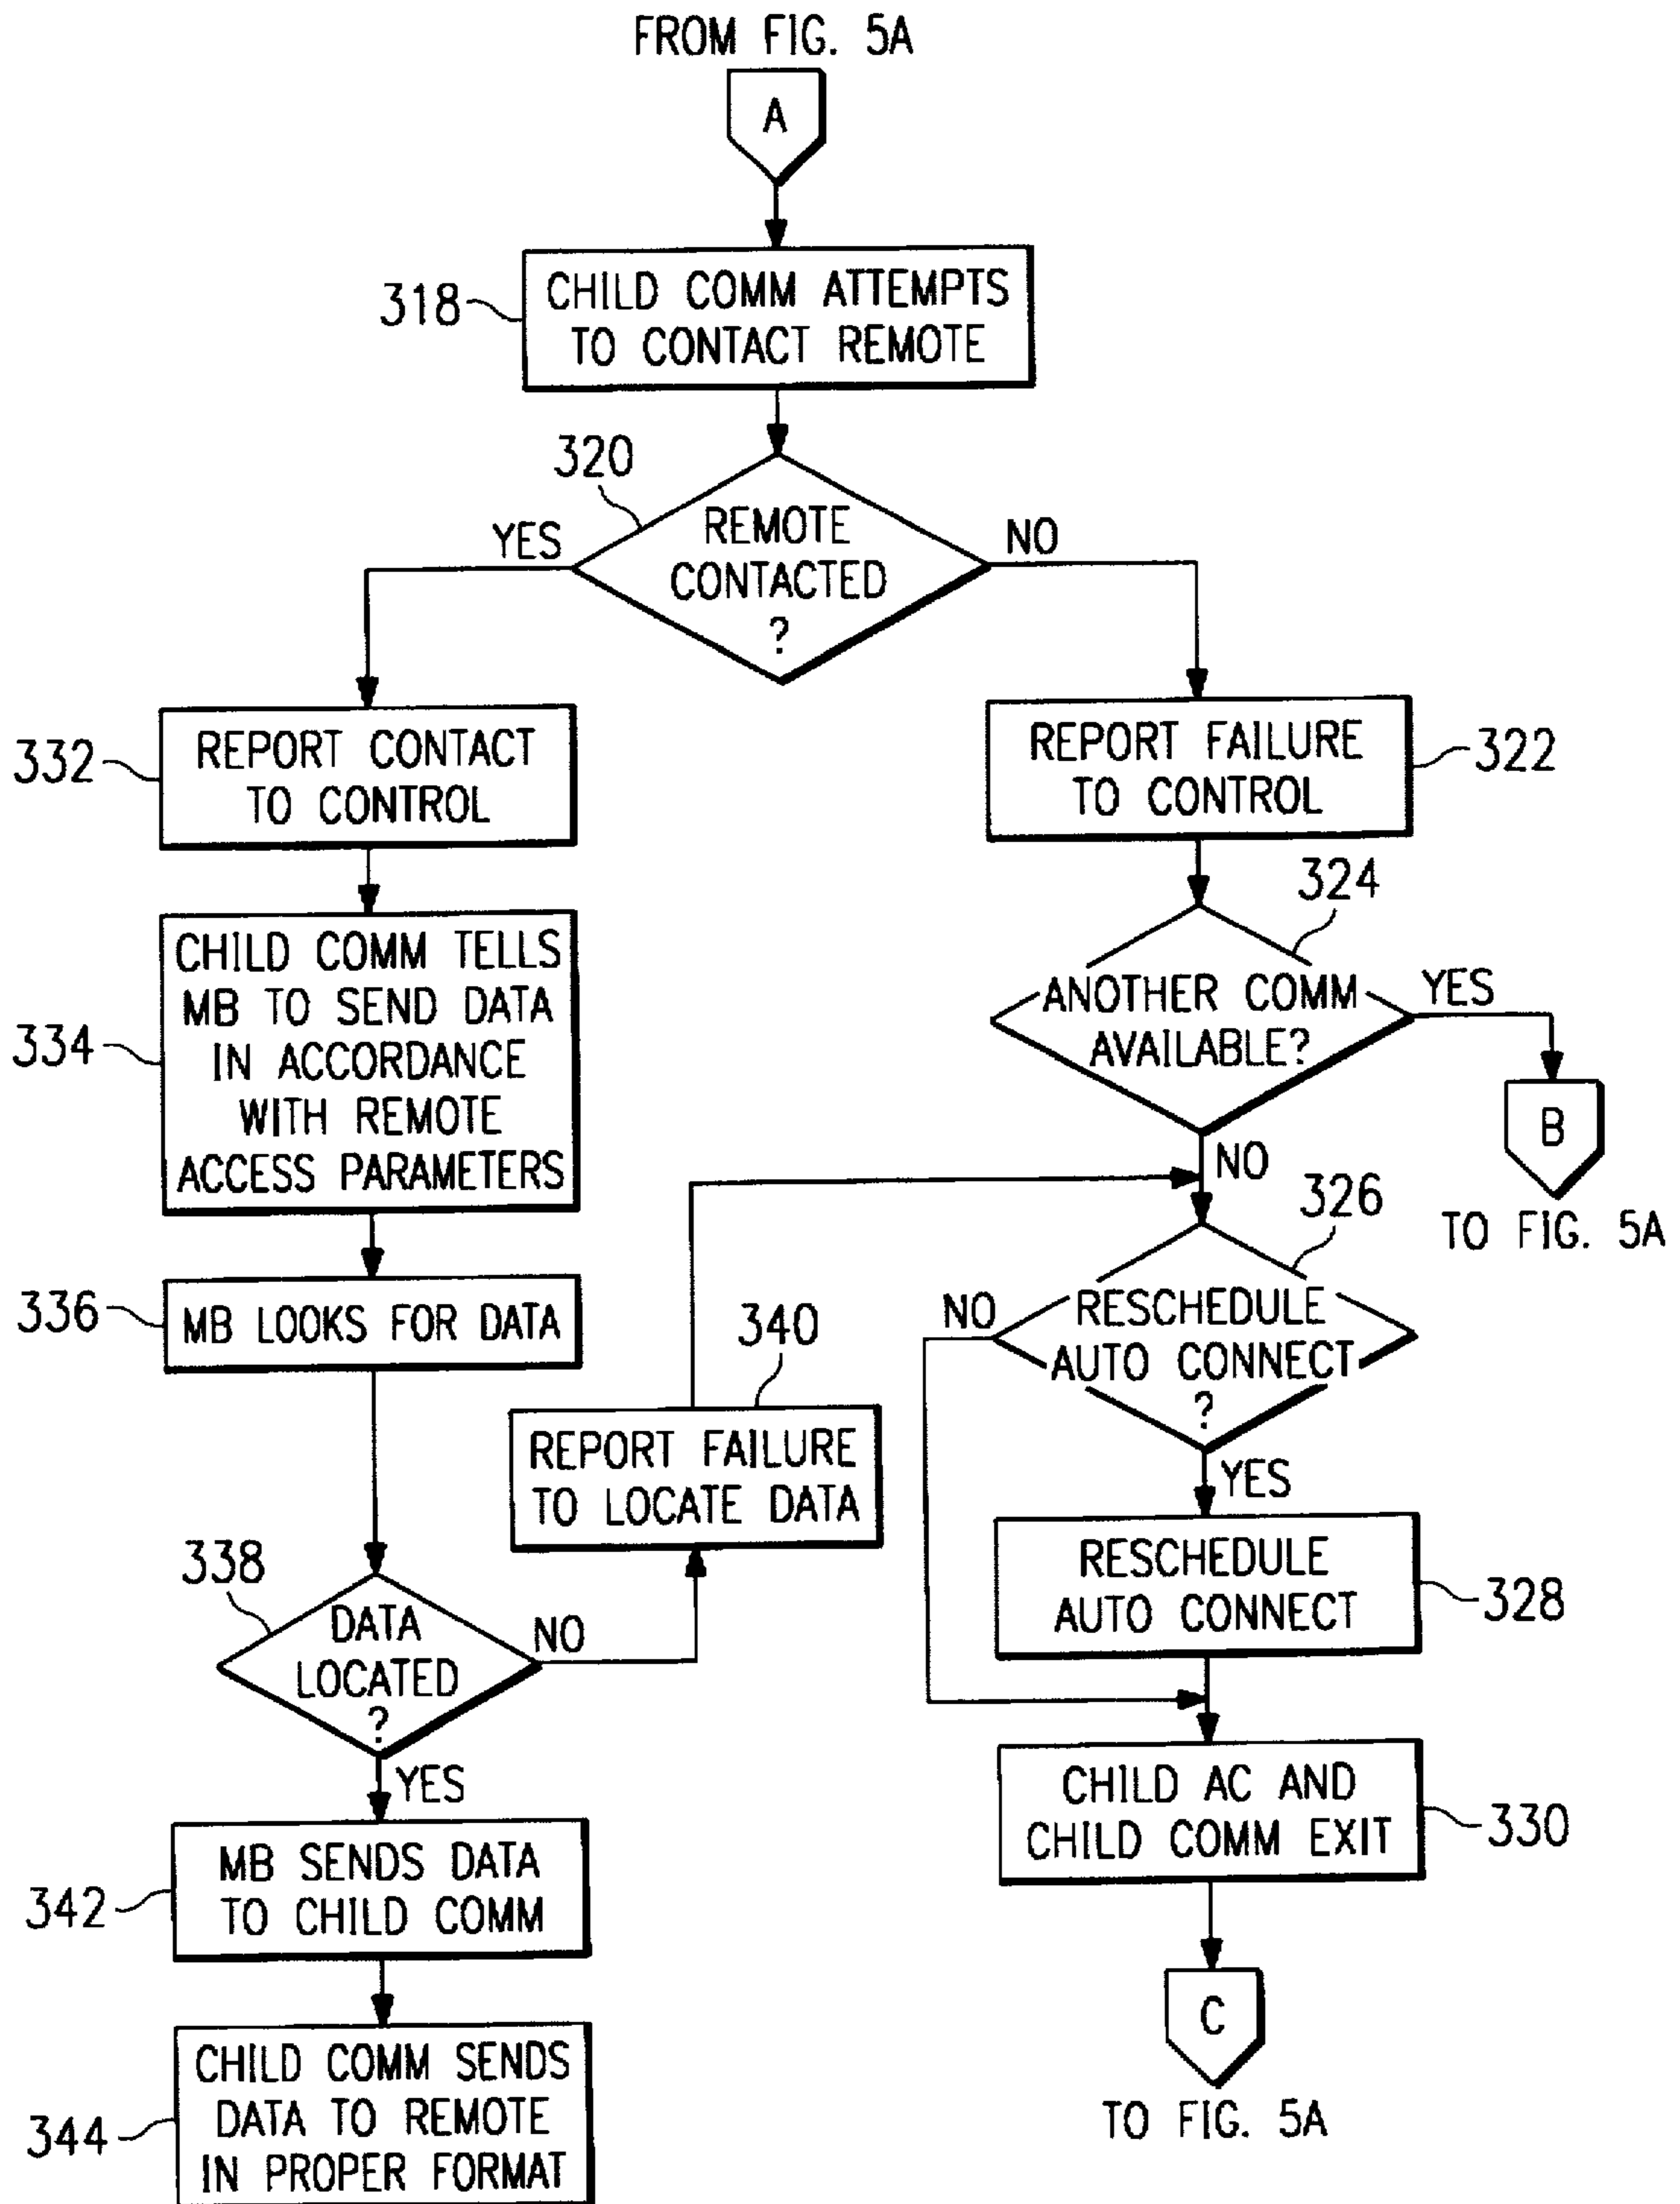 FROM FIG. 5A
A
318
CHILD COMM ATTEMPTS
TO CONTACT REMOTE
320
REMOTE
CONTACTED
?
YES
NO
332
REPORT CONTACT
TO CONTROL
REPORT FAILURE
TO CONTROL
322
334
CHILD COMM TELLS
MB TO SEND DATA
IN ACCORDANCE
WITH REMOTE
ACCESS PARAMETERS
324
ANOTHER COMM
AVAILABLE?
YES
B
TO FIG. 5A
NO
336
MB LOOKS FOR DATA
326
RESCHEDULE
AUTO CONNECT
?
NO
YES
340
REPORT FAILURE
TO LOCATE DATA
338
DATA
LOCATED
?
NO
YES
RESCHEDULE
AUTO CONNECT
328
342
MB SENDS DATA
TO CHILD COMM
CHILD AC AND
CHILD COMM EXIT
330
344
CHILD COMM SENDS
DATA TO REMOTE
IN PROPER FORMAT
C
TO FIG. 5A